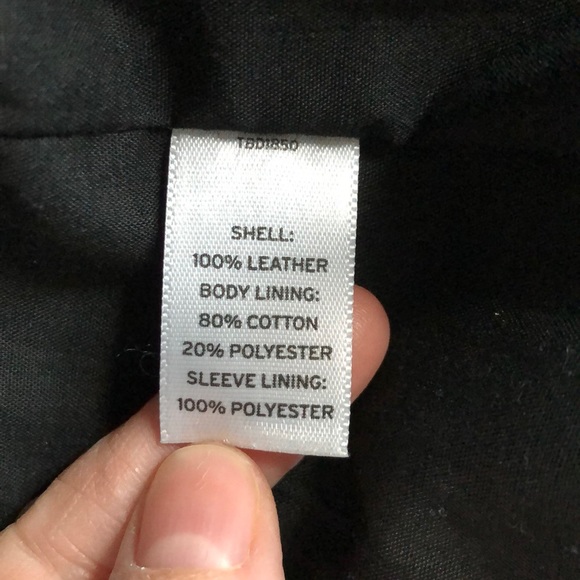 TBD1850
SHELL:
100% LEATHER
BODY LINING:
80% COTTON
20% POLYESTER
SLEEVE LINING:
100% POLYESTER